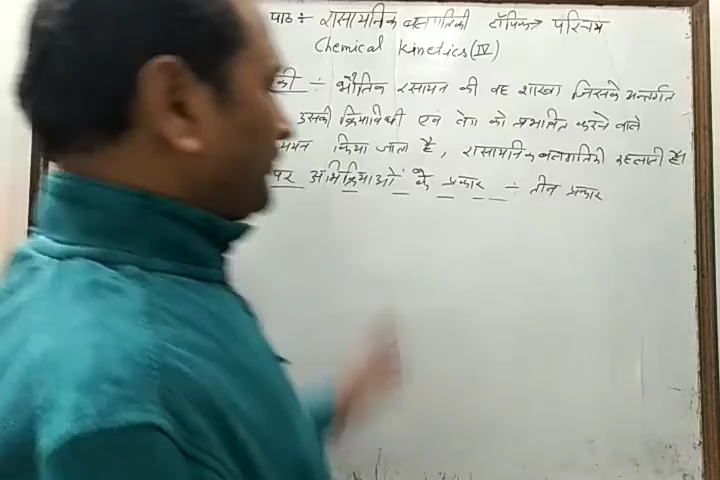 पाठ ÷ रासायनिक बलगतिकी टॉपिक→ परिचय
Chemical Kinetics (IV)
की ÷ भौतिक रसायन की वह शाखा जिसके अन्तर्गत
उसकी क्रियाविधी एवं वेग को प्रभावित करने वाले
किया जाता है, रासायनिक बलगतिकी कहलाती है।
पर अभिक्रियाओं के प्रकार ÷ तीन प्रकार